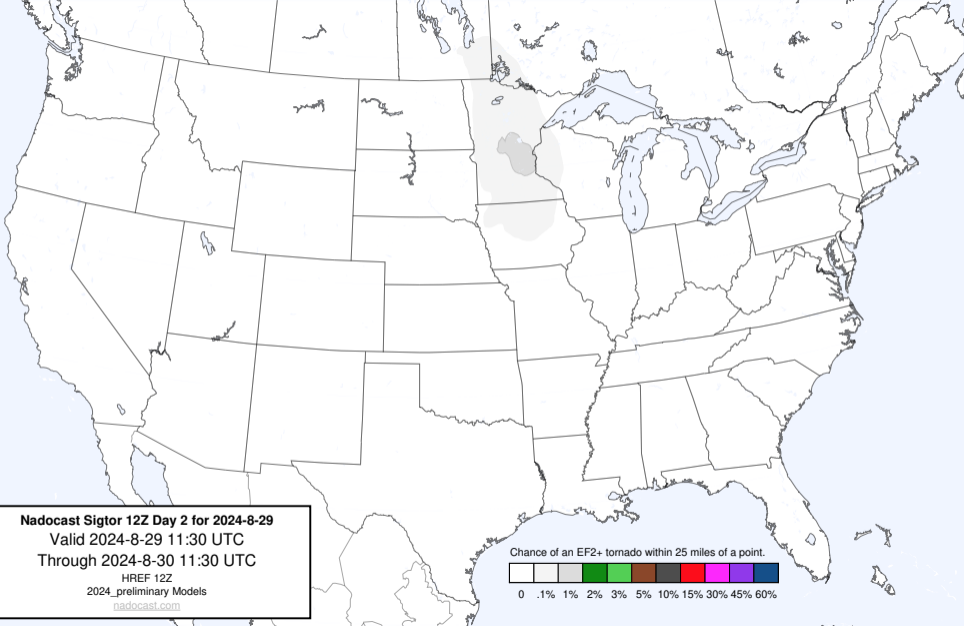 Nadocast Sigtor 12Z Day 2 for 2024-8-29
Valid 2024-8-29 11:30 UTC
Through 2024-8-30 11:30 UTC
HREF 12Z
2024_preliminary Models
nadocast.com
Chance of an EF2+ tornado within 25 miles of a point.
0 .1% 1% 2% 3% 5% 10% 15% 30% 45% 60%